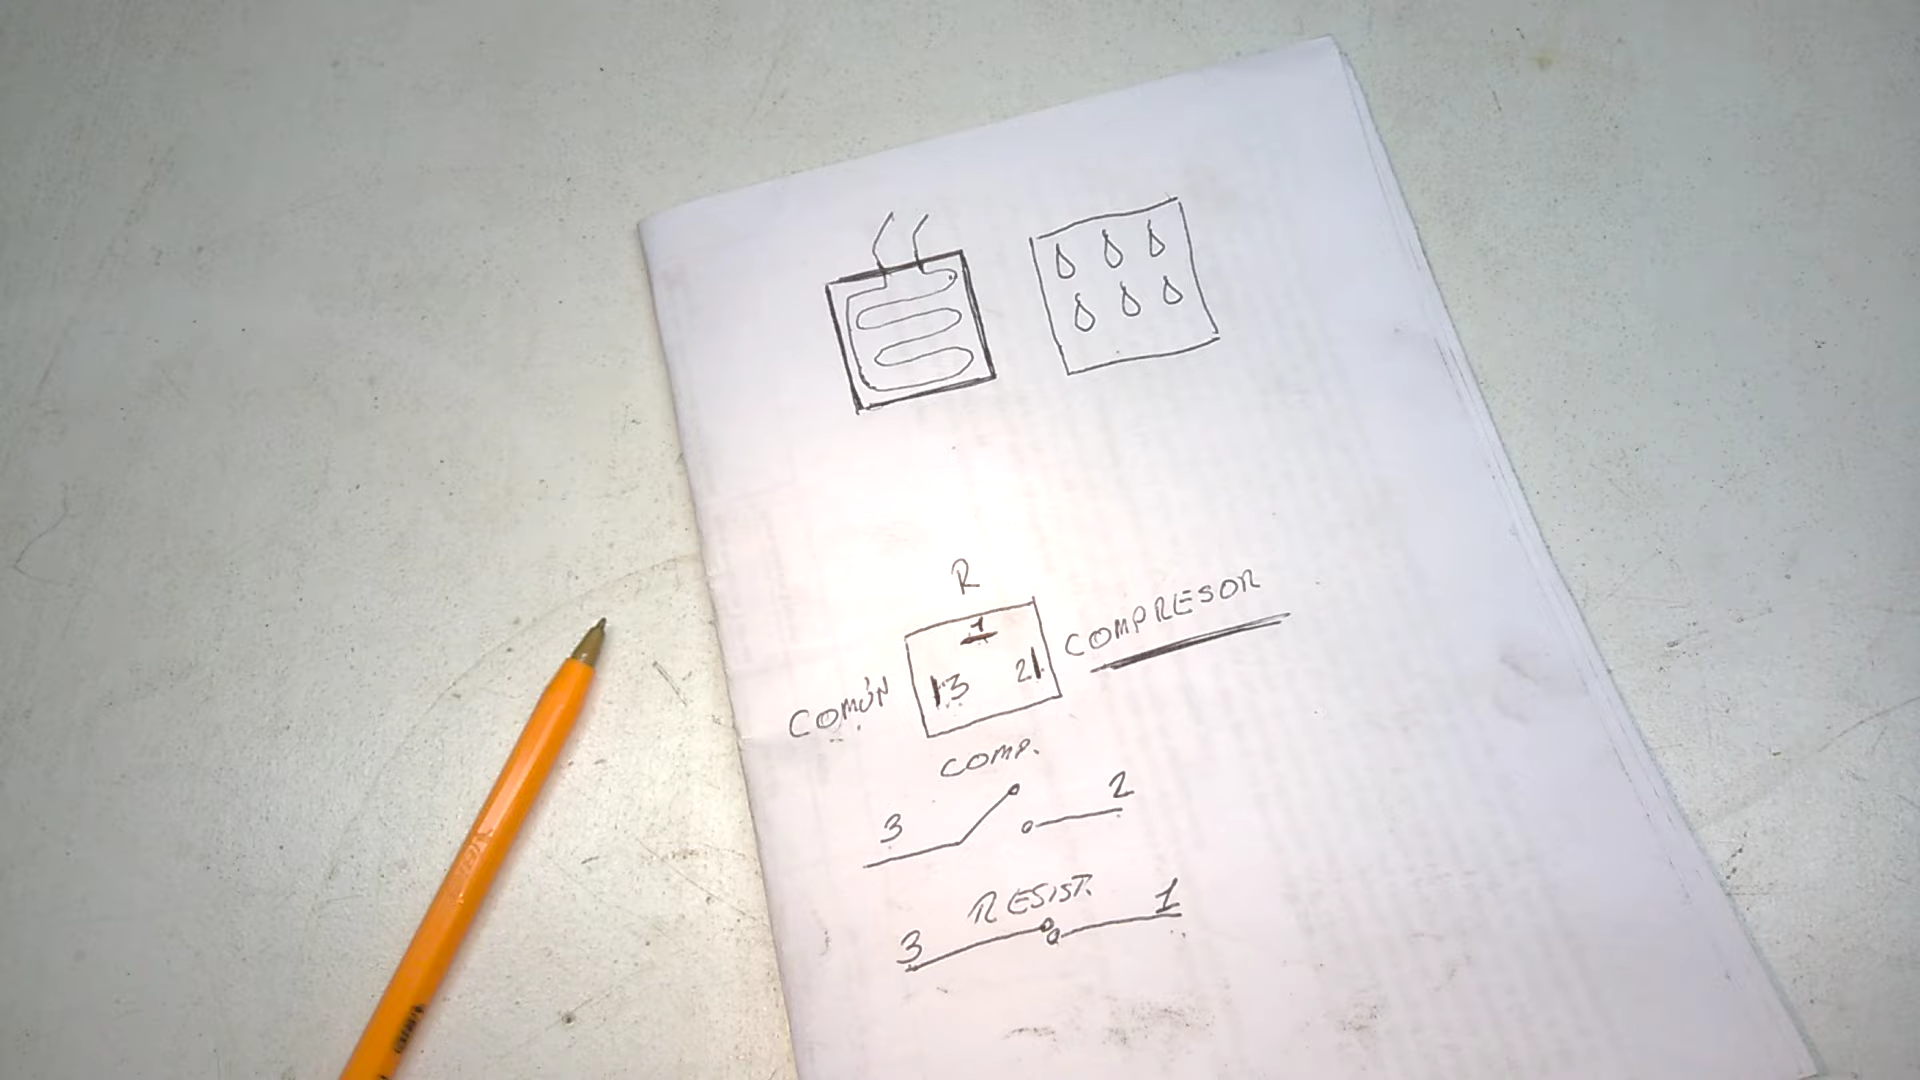 R
1
COMÚN 3 2 COMPRESOR
COMP.
3 2
RESIST.
3 1